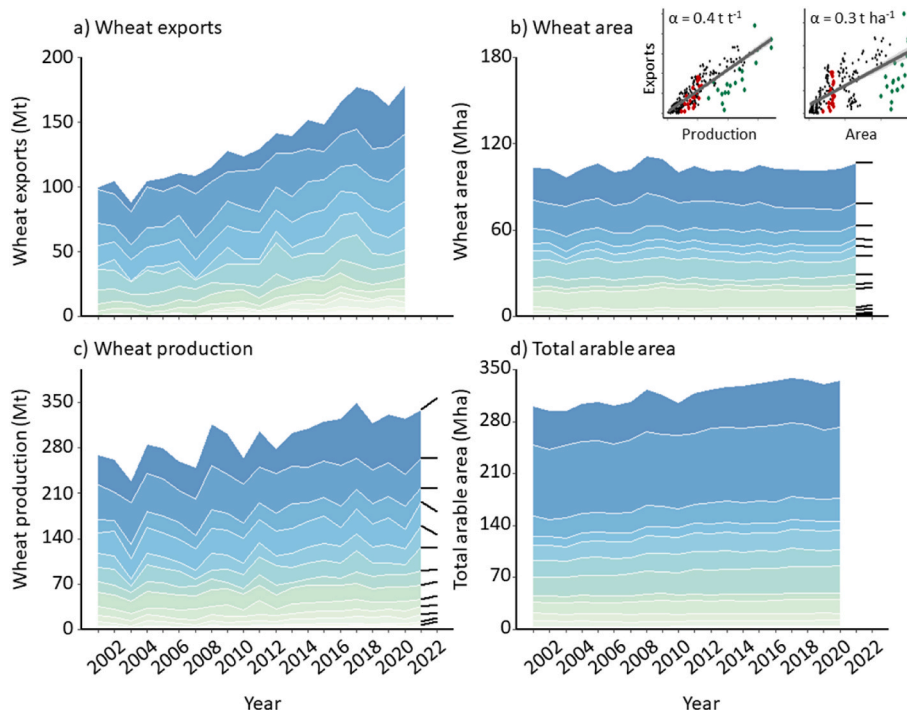 a) Wheat exports
Wheat exports (Mt)
200
150
100
50
0
b) Wheat area
Wheat area (Mha)
180
120
60
0
α = 0.4 t t⁻¹
Exports
Production
α = 0.3 t ha⁻¹
Area
c) Wheat production
Wheat production (Mt)
350
280
210
140
70
0
2002 2004 2006 2008 2010 2012 2014 2016 2018 2020 2022
Year
d) Total arable area
Total arable area (Mha)
350
280
210
140
70
0
2002 2004 2006 2008 2010 2012 2014 2016 2018 2020 2022
Year